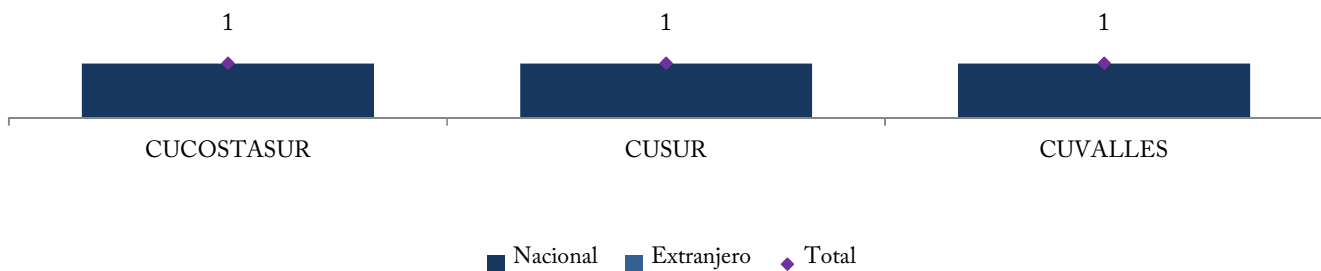 1 1 1
CUCOSTASUR CUSUR CUVALLES
Nacional Extranjero Total